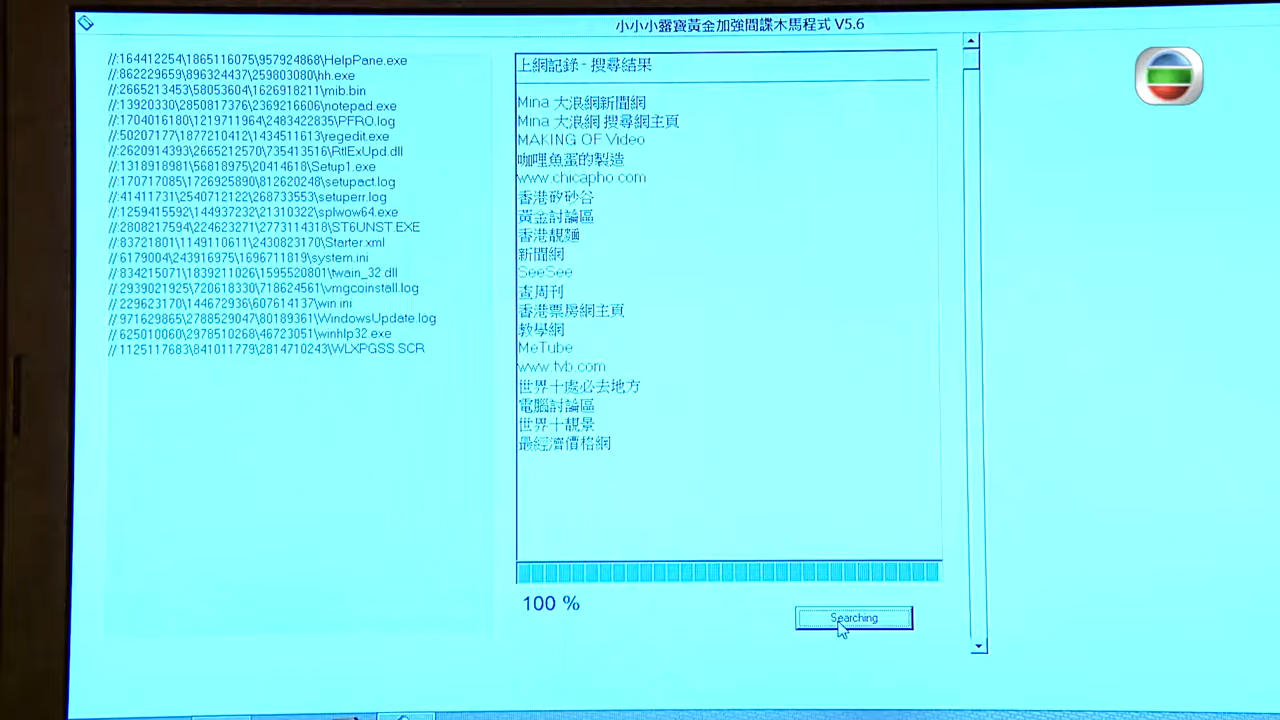 小小小露寶黃金加強間諜木馬程式 V5.6
//:164412254\1865116075\957924868\HelpPane.exe
//:862229659\896324437\259803080\hh.exe
//:2665213453\58053604\1626918211\mib.bin
//:13920330\2850817376\2369216606\notepad.exe
//:1704016180\1219711964\2483422835\PFRO.log
//:50207177\1877210412\1434511613\regedit.exe
//:2620914393\2665212570\735413516\RtlExUpd.dll
//:1318918981\56818975\20414618\Setup1.exe
//:170717085\1726925890\812620248\setupact.log
//:41411731\2540712122\268733553\setuperr.log
//:1259415592\144937232\21310322\splwow64.exe
//:2808217594\224623271\2773114318\ST6UNST.EXE
//:83721801\1149110611\2430823170\Starter.xml
//:6179004\243916975\1696711819\system.ini
//:834215071\1839211026\1595520801\twain_32.dll
//:2939021925\720618330\718624561\vmgcoinstall.log
//:229623170\144672936\607614137\win.ini
//:971629865\2788529047\80189361\WindowsUpdate.log
//:625010060\2978510268\46723051\winhlp32.exe
//:1125117683\841011779\2814710243\WLXPGSS.SCR
上網記錄 - 搜尋結果
Mina 大浪網新聞網
Mina 大浪網 搜尋網主頁
MAKING OF Video
咖哩魚蛋的製造
www.chicapho.com
香港矽砂谷
黃金討論區
香港靚麵
新聞網
SeeSee
查周刊
香港票房網主頁
教學網
MeTube
www.tvb.com
世界十處必去地方
電腦討論區
世界十靚景
最經濟價格網
100 %
Searching